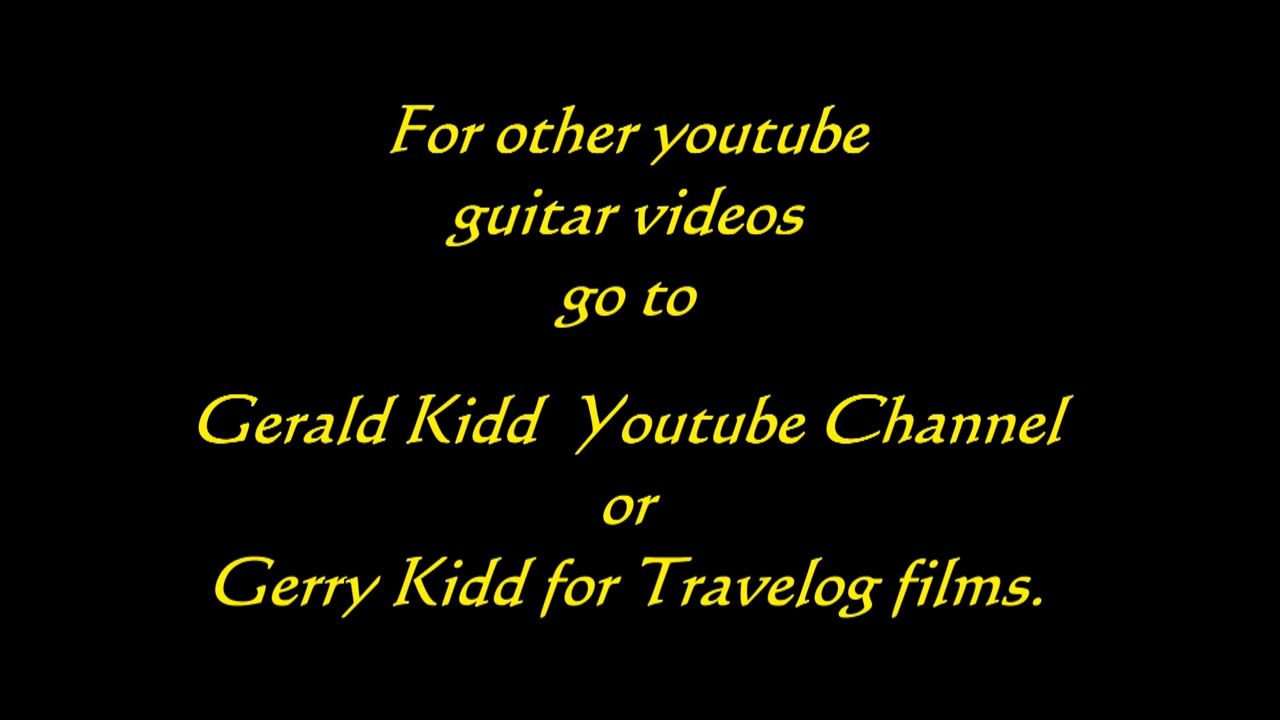 For other youtube
guitar videos
go to
Gerald Kidd Youtube Channel
or
Gerry Kidd for Travelog films.